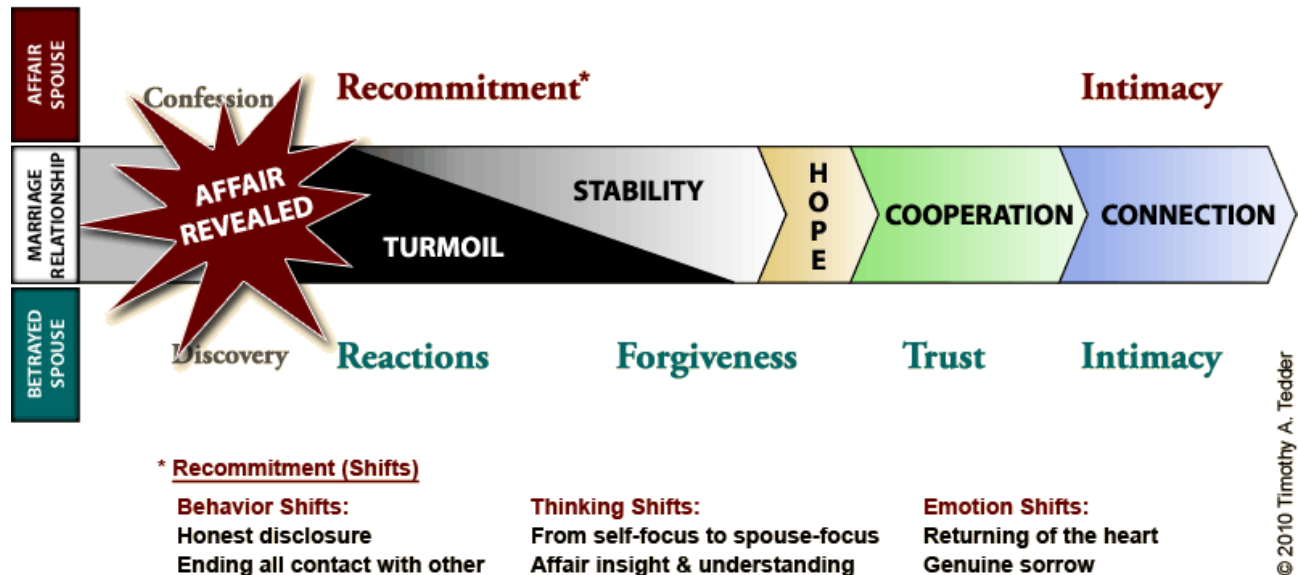 AFFAIR
SPOUSE
Confession
Recommitment*
Intimacy
MARRIAGE
RELATIONSHIP
AFFAIR
REVEALED
TURMOIL
STABILITY
HOPE
COOPERATION
CONNECTION
BETRAYED
SPOUSE
Discovery
Reactions
Forgiveness
Trust
Intimacy
* Recommitment (Shifts)
Behavior Shifts:
Honest disclosure
Ending all contact with other
Thinking Shifts:
From self-focus to spouse-focus
Affair insight & understanding
Emotion Shifts:
Returning of the heart
Genuine sorrow
© 2010 Timothy A. Tedder